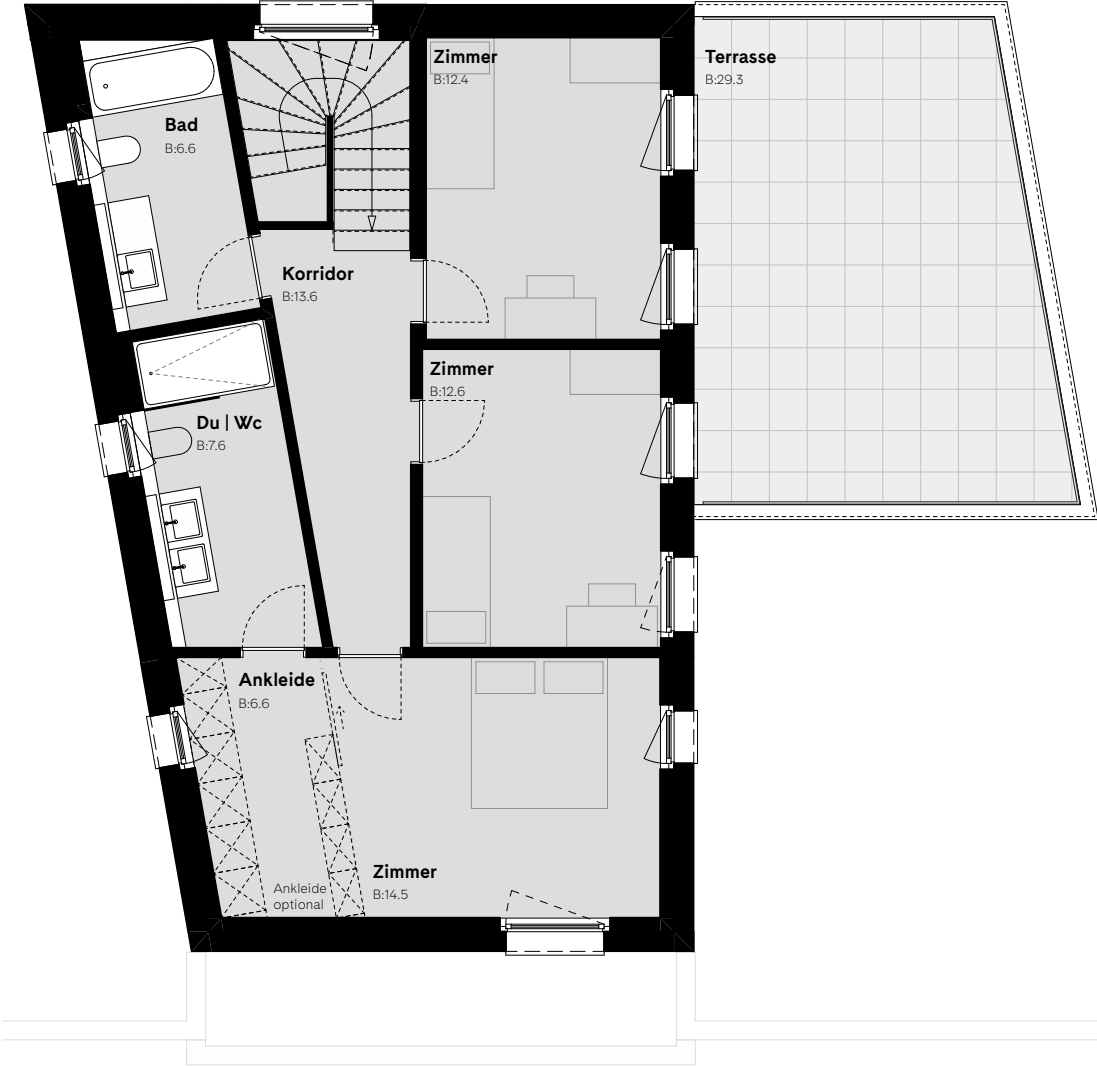 Zimmer
B:12.4
Terrasse
B:29.3
Bad
B:6.6
Korridor
B:13.6
Zimmer
B:12.6
Du | Wc
B:7.6
Ankleide
B:6.6
Zimmer
B:14.5
Ankleide
optional